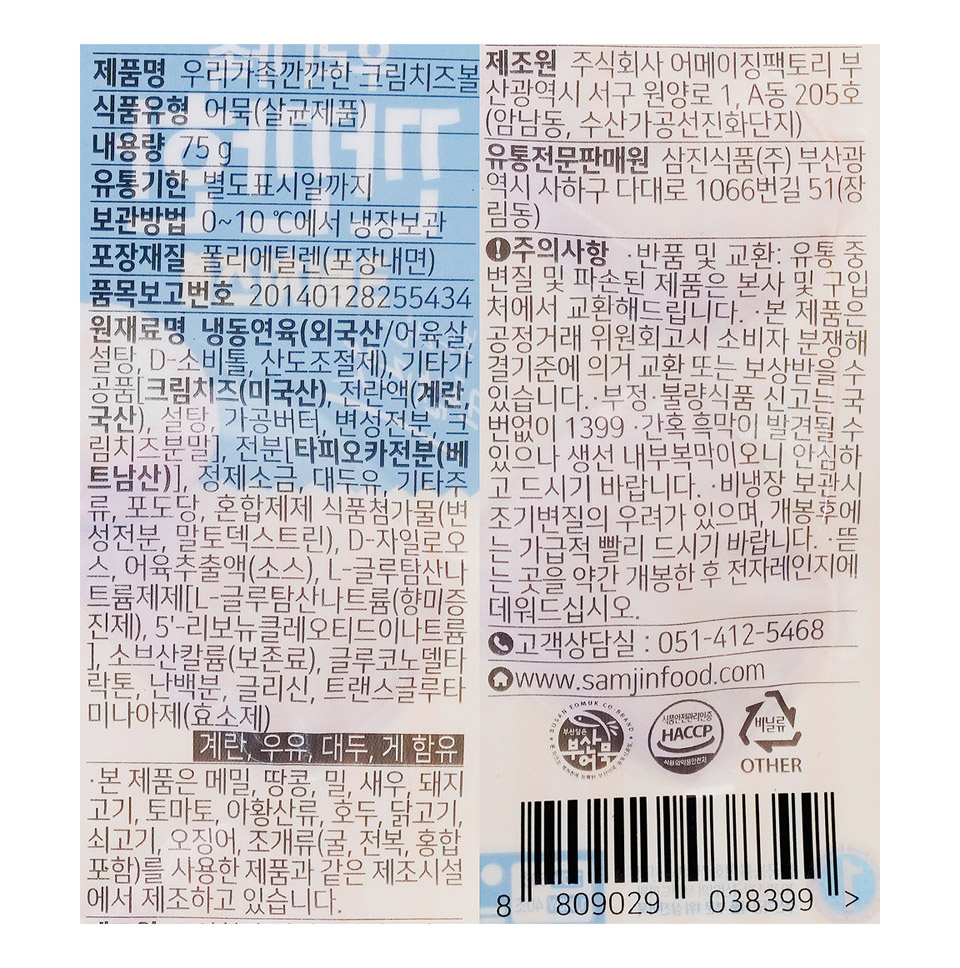 제품명 우리가족깐깐한 크림치즈볼
식품유형 어묵(살균제품)
내용량 75 g
유통기한 별도표시일까지
보관방법 0~10 ℃에서 냉장보관
포장재질 폴리에틸렌(포장내면)
품목보고번호 20140128255434
원재료명 냉동연육(외국산/어육살,
설탕, D-소비톨, 산도조절제), 기타가
공품[크림치즈(미국산), 전란액(계란,
국산), 설탕, 가공버터, 변성전분, 크
림치즈분말], 전분[타피오카전분(베
트남산)], 정제소금, 대두유, 기타주
류, 포도당, 혼합제제 식품첨가물(변
성전분, 말토덱스트린), D-자일로오
스, 어육추출액(소스), L-글루탐산나
트륨제제[L-글루탐산나트륨(향미증
진제), 5'-리보뉴클레오티드이나트륨
], 소브산칼륨(보존료), 글루코노델타
락톤, 난백분, 글리신, 트랜스글루타
미나아제(효소제)
계란, 우유, 대두, 게 함유
·본 제품은 메밀, 땅콩, 밀, 새우, 돼지
고기, 토마토, 아황산류, 호두, 닭고기,
쇠고기, 오징어, 조개류(굴, 전복, 홍합
포함)를 사용한 제품과 같은 제조시설
에서 제조하고 있습니다.
제조원 주식회사 어메이징팩토리 부
산광역시 서구 원양로 1, A동 205호
(암남동, 수산가공선진화단지)
유통전문판매원 삼진식품(주) 부산광
역시 사하구 다대로 1066번길 51(장
림동)
주의사항 ·반품 및 교환: 유통 중
변질 및 파손된 제품은 본사 및 구입
처에서 교환해드립니다. ·본 제품은
공정거래 위원회고시 소비자 분쟁해
결기준에 의거 교환 또는 보상받을 수
있습니다. ·부정·불량식품 신고는 국
번없이 1399 ·간혹 흑막이 발견될 수
있으나 생선 내부복막이오니 안심하
고 드시기 바랍니다. ·비냉장 보관시
조기변질의 우려가 있으며, 개봉후에
는 가급적 빨리 드시기 바랍니다. ·뜯
는 곳을 약간 개봉한 후 전자레인지에
데워드십시오.
고객상담실 : 051-412-5468
www.samjinfood.com
BUSAN EOMUK CO-BRAND
부산담은
부산어묵
식품안전관리인증
HACCP
식품의약품안전처
비닐류
OTHER
8 809029 038399 >